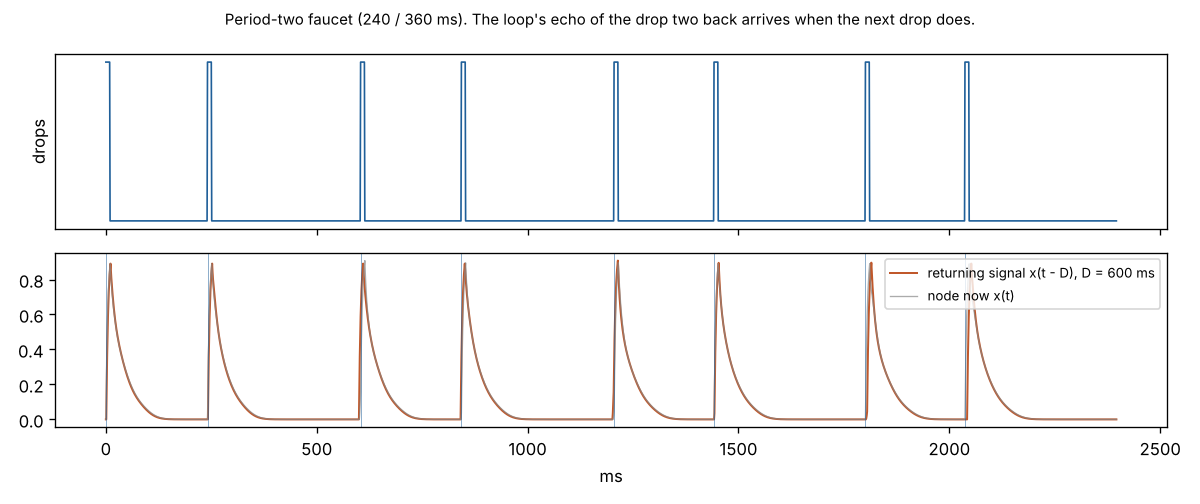 Period-two faucet (240 / 360 ms). The loop's echo of the drop two back arrives when the next drop does.
drops
returning signal x(t - D), D = 600 ms
node now x(t)
0.8
0.6
0.4
0.2
0.0
0
500
1000
1500
2000
2500
ms